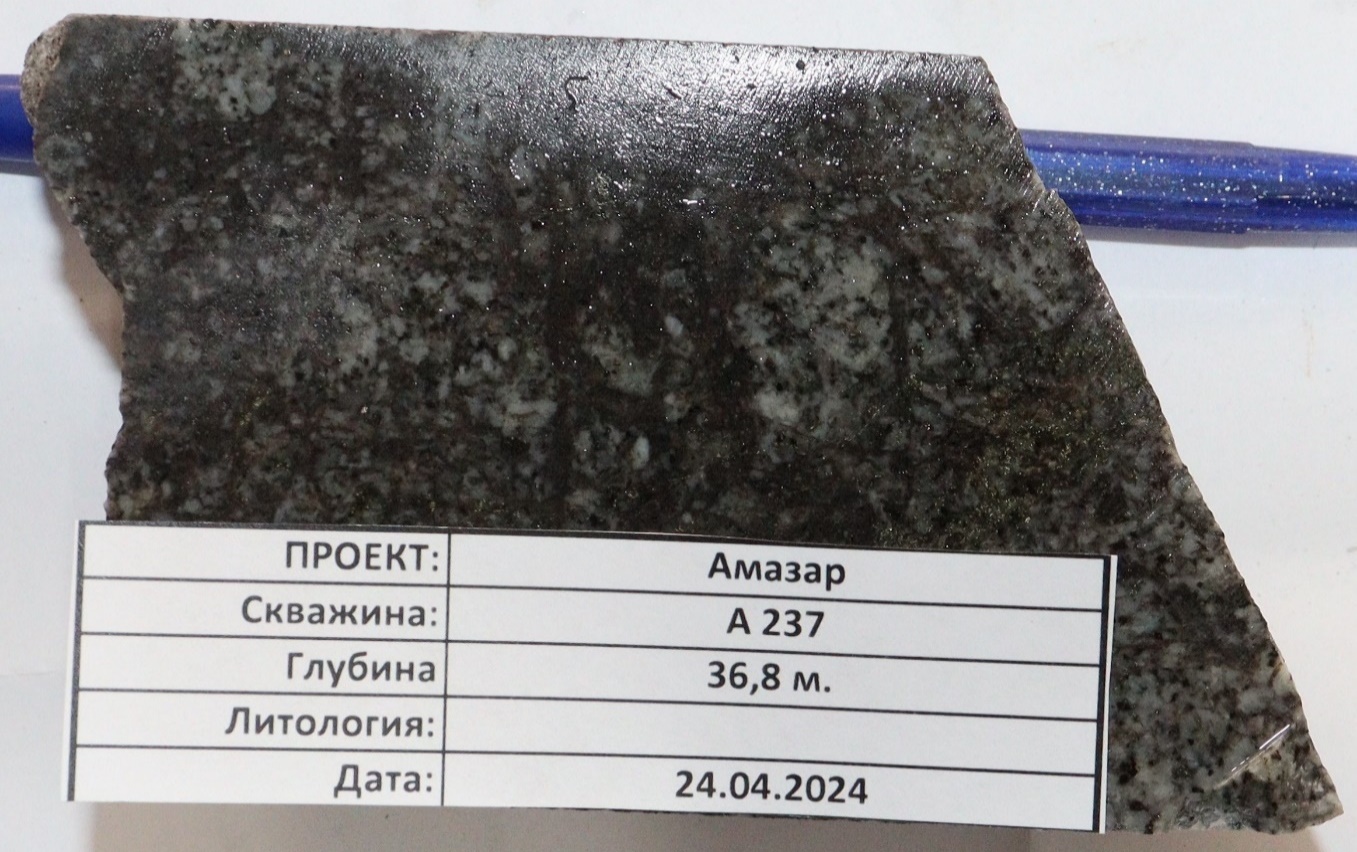 ПРОЕКТ: Амазар
Скважина: А 237
Глубина 36,8 м.
Литология:
Дата: 24.04.2024